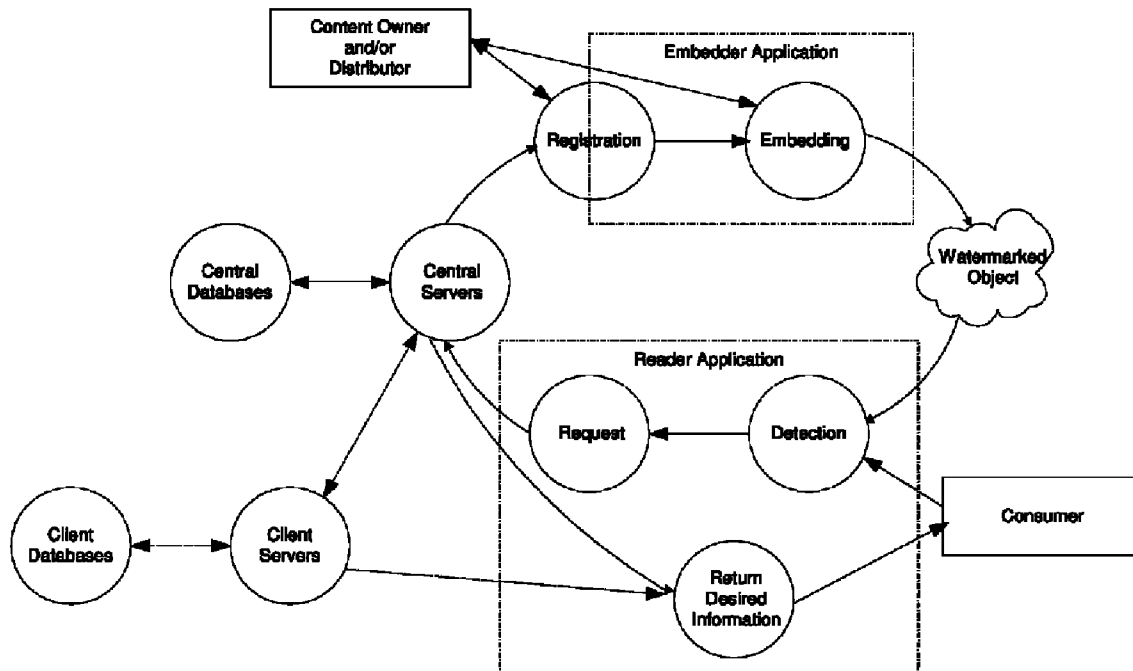 Content Owner
and/or
Distributor
Embedder Application
Registration
Embedding
Central
Databases
Central
Servers
Watermarked
Object
Reader Application
Request
Detection
Client
Databases
Client
Servers
Consumer
Return
Desired
Information